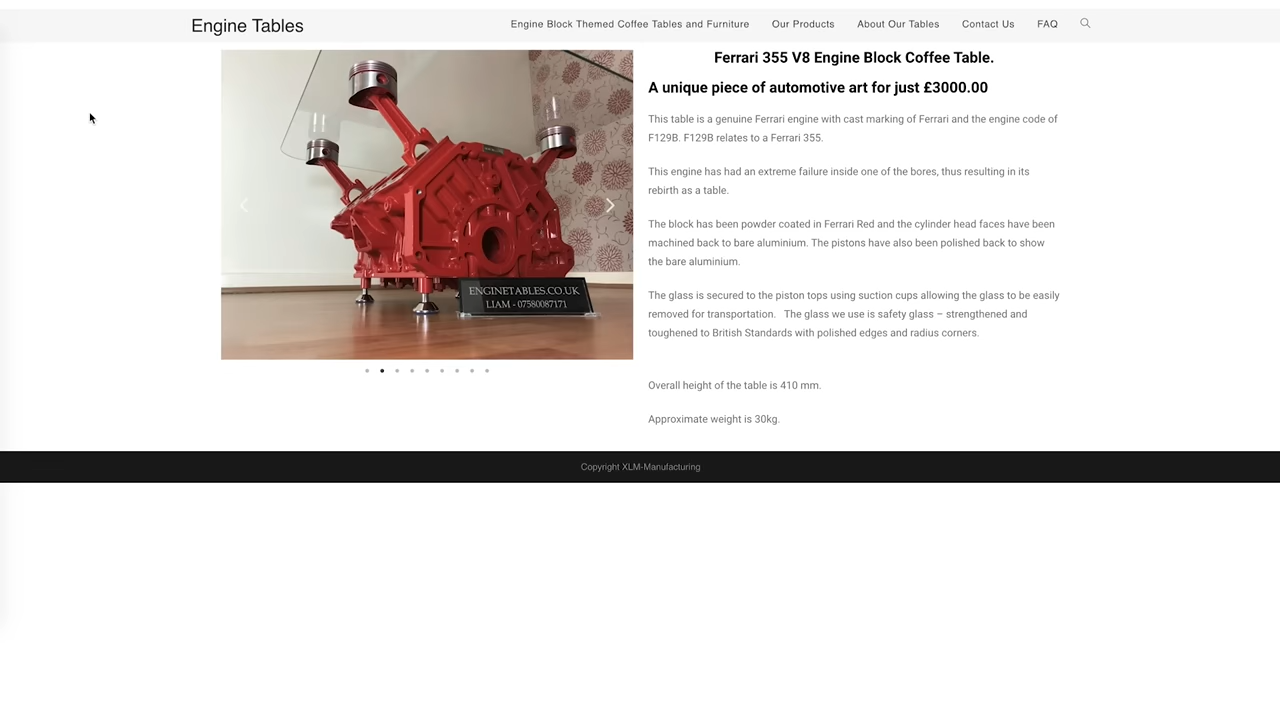 Engine Tables
Engine Block Themed Coffee Tables and Furniture Our Products About Our Tables Contact Us FAQ
ENGINETABLES.CO.UK
LIAM - 07580087171
Ferrari 355 V8 Engine Block Coffee Table.
A unique piece of automotive art for just £3000.00
This table is a genuine Ferrari engine with cast marking of Ferrari and the engine code of
F129B. F129B relates to a Ferrari 355.
This engine has had an extreme failure inside one of the bores, thus resulting in its
rebirth as a table.
The block has been powder coated in Ferrari Red and the cylinder head faces have been
machined back to bare aluminium. The pistons have also been polished back to show
the bare aluminium.
The glass is secured to the piston tops using suction cups allowing the glass to be easily
removed for transportation. The glass we use is safety glass – strengthened and
toughened to British Standards with polished edges and radius corners.
Overall height of the table is 410 mm.
Approximate weight is 30kg.
Copyright XLM-Manufacturing